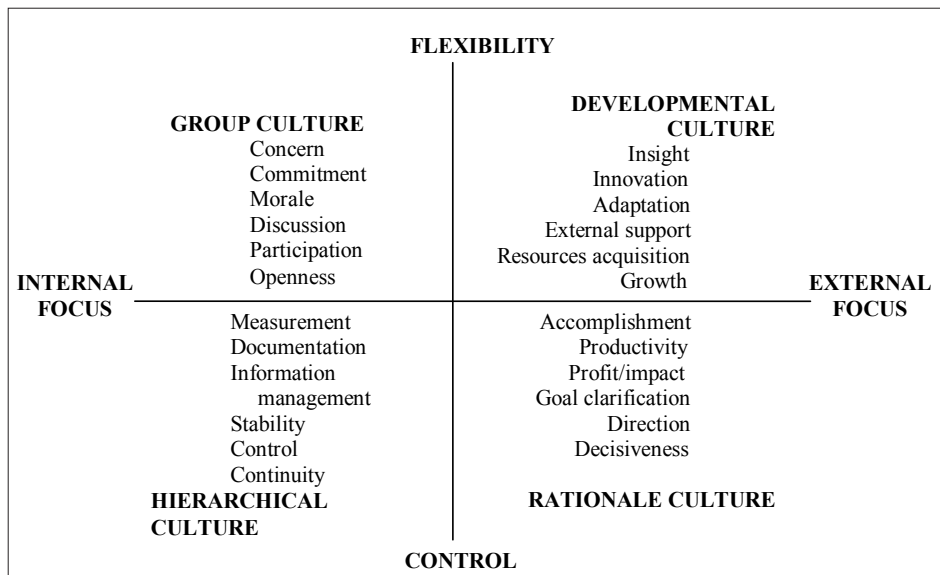 FLEXIBILITY
GROUP CULTURE
Concern
Commitment
Morale
Discussion
Participation
Openness
DEVELOPMENTAL
CULTURE
Insight
Innovation
Adaptation
External support
Resources acquisition
Growth
INTERNAL
FOCUS
EXTERNAL
FOCUS
Measurement
Documentation
Information
management
Stability
Control
Continuity
HIERARCHICAL
CULTURE
Accomplishment
Productivity
Profit/impact
Goal clarification
Direction
Decisiveness
RATIONALE CULTURE
CONTROL